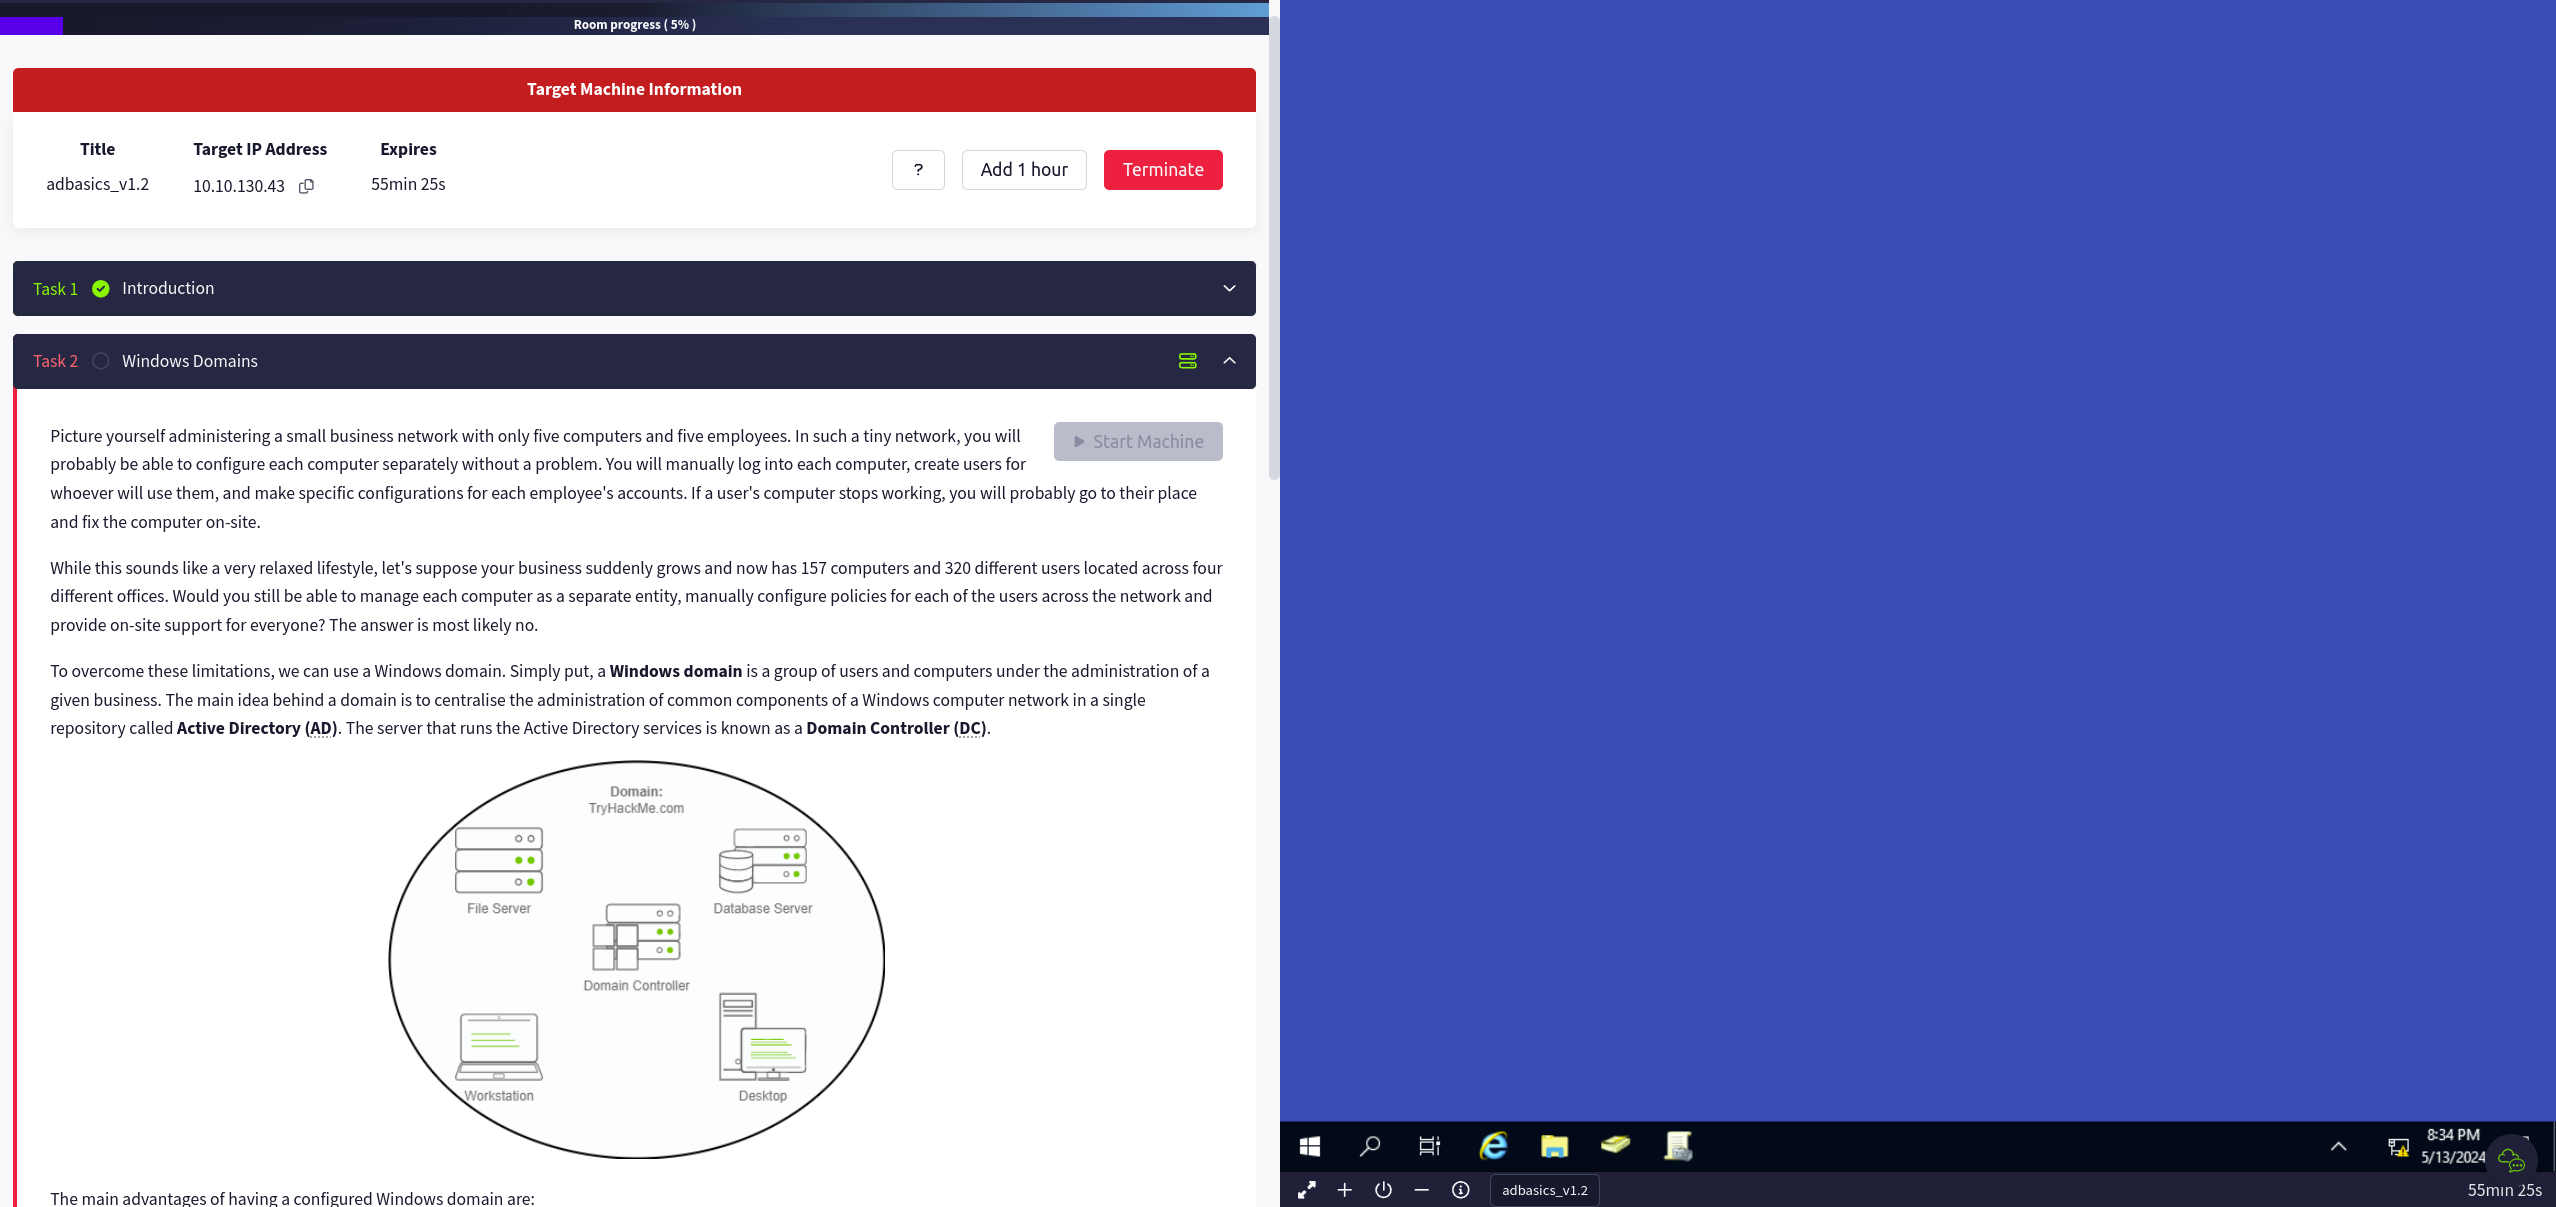 Room progress ( 5% )
Target Machine Information
Title
Target IP Address
Expires
adbasics_v1.2
10.10.130.43
55min 25s
?
Add 1 hour
Terminate
Task 1
Introduction
Task 2
Windows Domains
Start Machine
Picture yourself administering a small business network with only five computers and five employees. In such a tiny network, you will
probably be able to configure each computer separately without a problem. You will manually log into each computer, create users for
whoever will use them, and make specific configurations for each employee's accounts. If a user's computer stops working, you will probably go to their place
and fix the computer on-site.
While this sounds like a very relaxed lifestyle, let's suppose your business suddenly grows and now has 157 computers and 320 different users located across four
different offices. Would you still be able to manage each computer as a separate entity, manually configure policies for each of the users across the network and
provide on-site support for everyone? The answer is most likely no.
To overcome these limitations, we can use a Windows domain. Simply put, a Windows domain is a group of users and computers under the administration of a
given business. The main idea behind a domain is to centralise the administration of common components of a Windows computer network in a single
repository called Active Directory (AD). The server that runs the Active Directory services is known as a Domain Controller (DC).
Domain:
TryHackMe.com
File Server
Database Server
Domain Controller
Workstation
Desktop
The main advantages of having a configured Windows domain are:
8:34 PM
5/13/2024
adbasics_v1.2
55min 25s